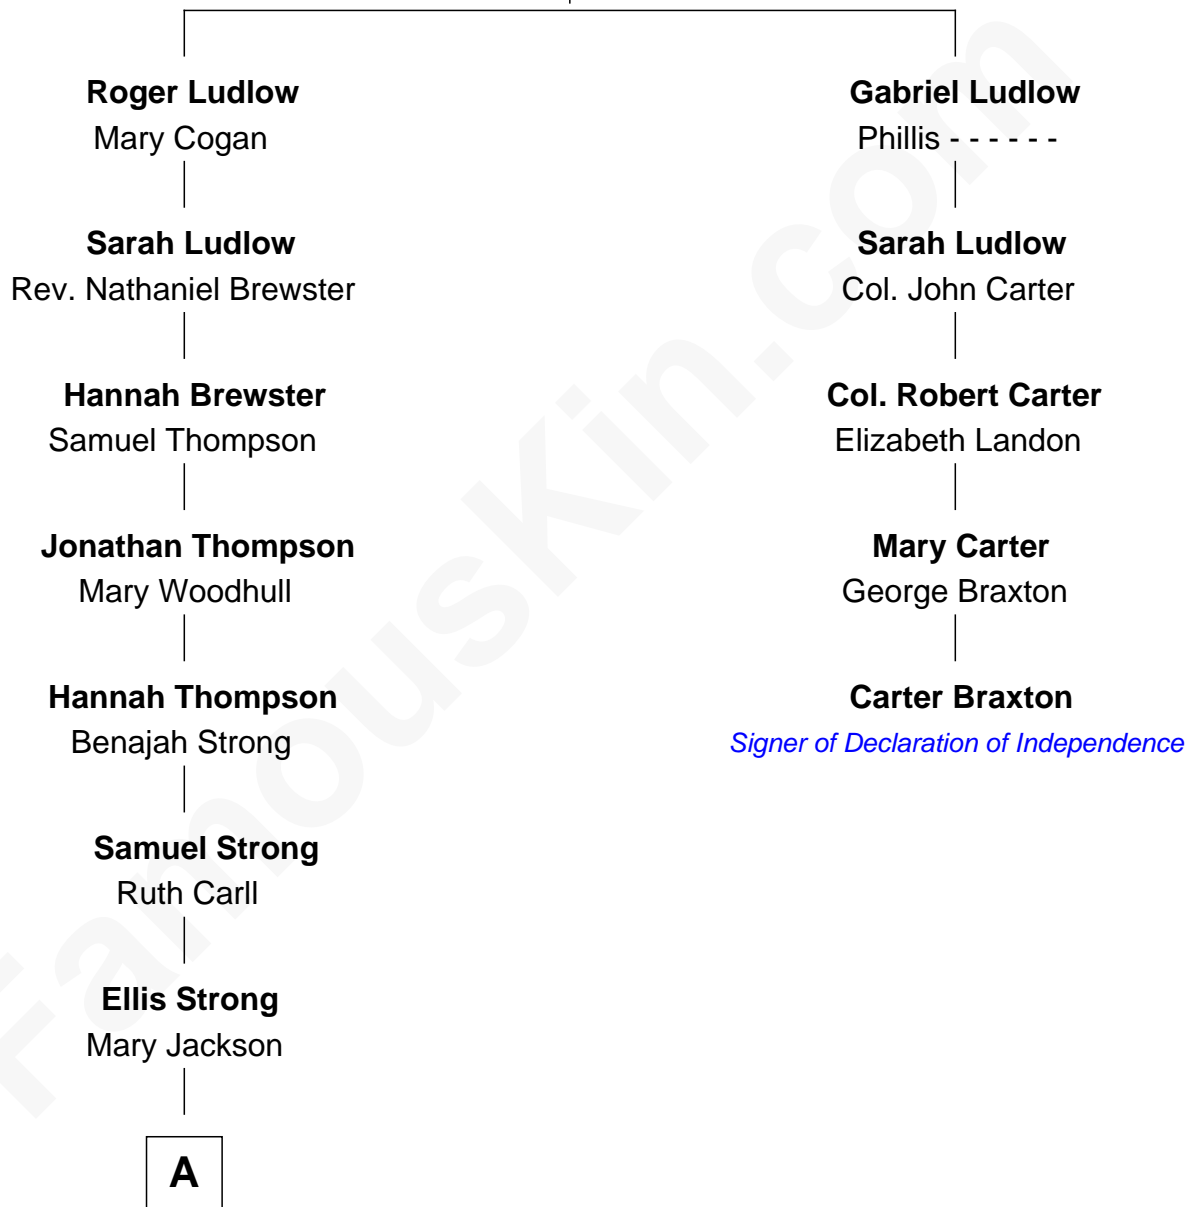 Roger Ludlow
Mary Cogan
Sarah Ludlow
Rev. Nathaniel Brewster
Hannah Brewster
Samuel Thompson
Jonathan Thompson
Mary Woodhull
Hannah Thompson
Benajah Strong
Samuel Strong
Ruth Carll
Ellis Strong
Mary Jackson
A
Gabriel Ludlow
Phillis - - - - - -
Sarah Ludlow
Col. John Carter
Col. Robert Carter
Elizabeth Landon
Mary Carter
George Braxton
Carter Braxton
Signer of Declaration of Independence
FamousKin.com